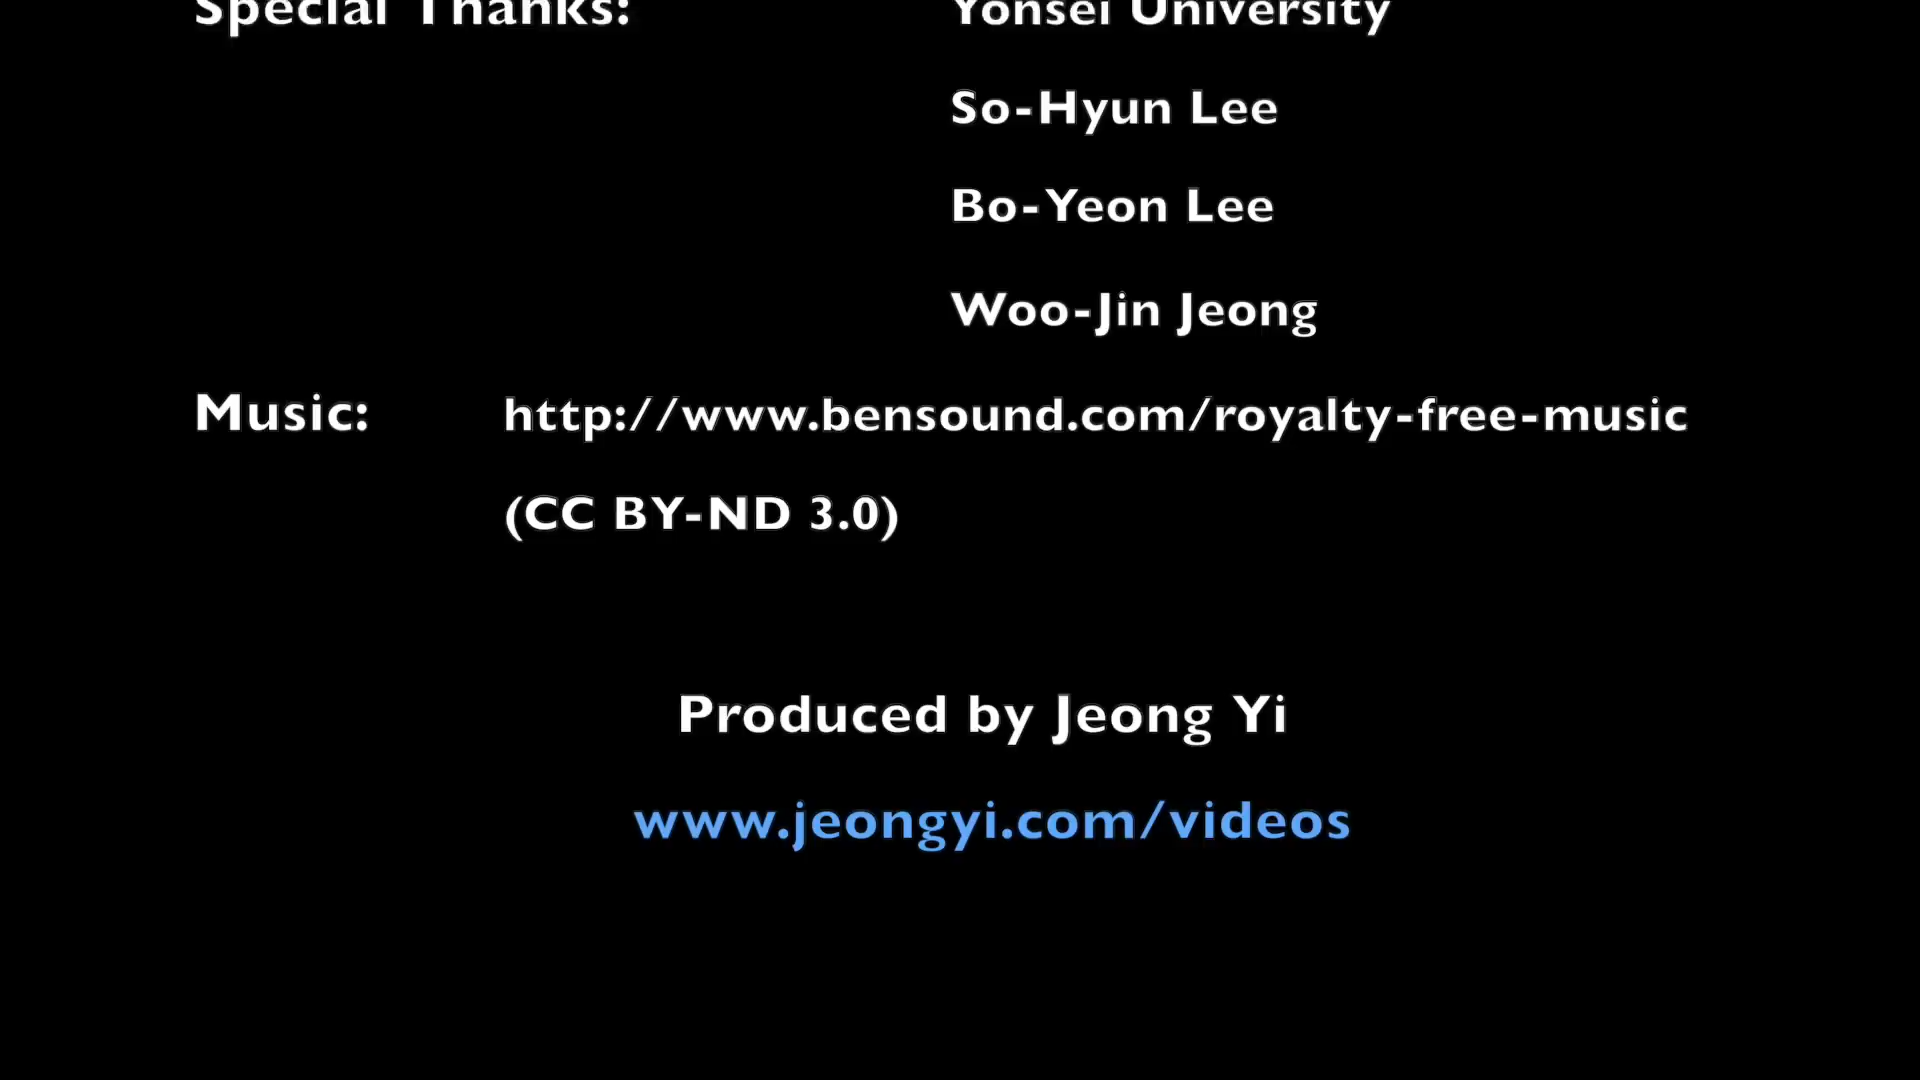 Special Thanks: Yonsei University
So-Hyun Lee
Bo-Yeon Lee
Woo-Jin Jeong
Music: http://www.bensound.com/royalty-free-music
(CC BY-ND 3.0)
Produced by Jeong Yi
www.jeongyi.com/videos